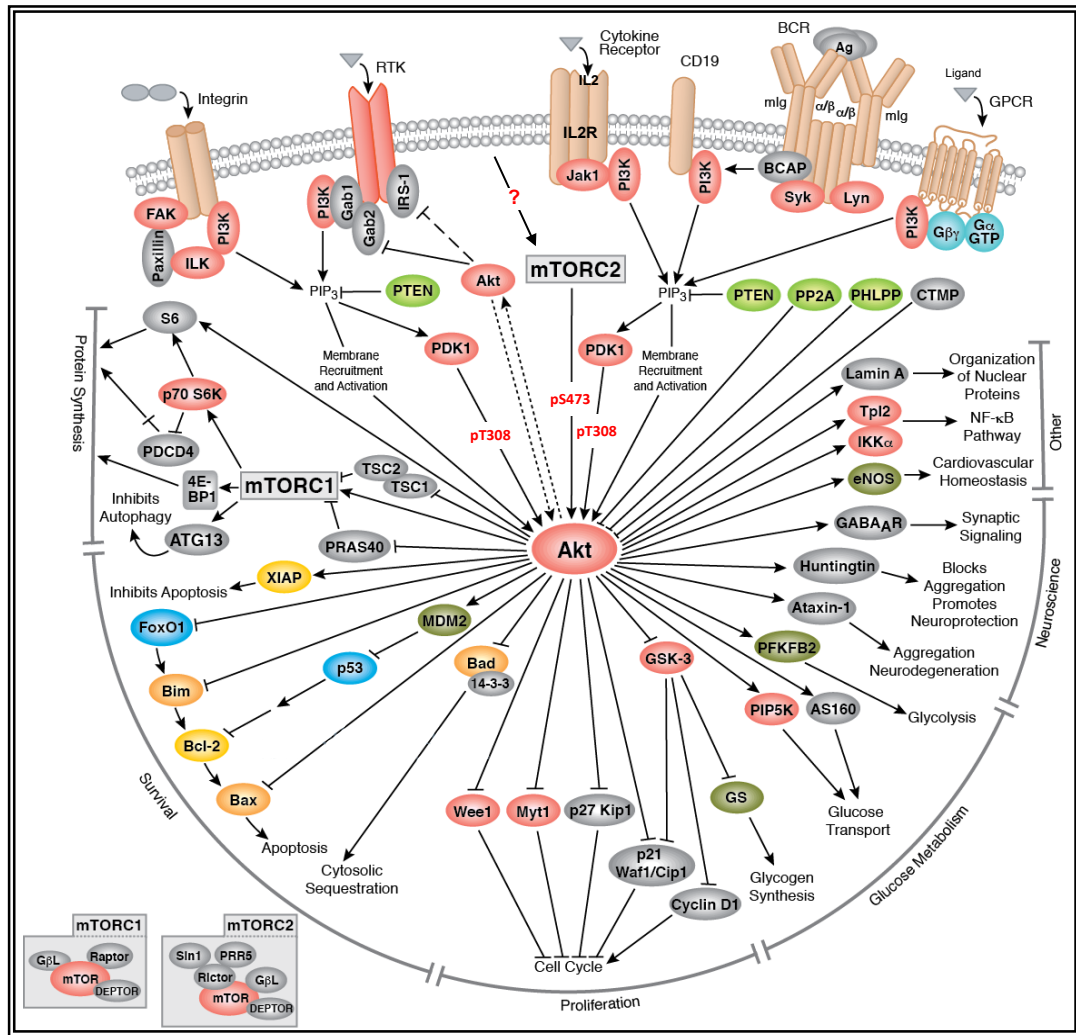 BCR
Ag
Cytokine
Receptor
CD19
RTK
Integrin
IL2
mIg
α/β
α/β
mIg
Ligand
GPCR
IL2R
Jak1
PI3K
PI3K
BCAP
Syk
Lyn
PI3K
Gβγ
Gα
GTP
FAK
Paxillin
ILK
PI3K
PI3K
Gab1
Gab2
IRS-1
?
mTORC2
Akt
PIP3
PTEN
PIP3
PTEN
PP2A
PHLPP
CTMP
S6
PDK1
PDK1
Membrane
Recruitment
and Activation
Membrane
Recruitment
and Activation
Protein Synthesis
p70 S6K
PDCD4
pS473
pT308
pT308
Lamin A
Organization
of Nuclear
Proteins
Tpl2
IKKα
NF-κB
Pathway
eNOS
Cardiovascular
Homeostasis
Other
4E-
BP1
mTORC1
TSC2
TSC1
Inhibits
Autophagy
ATG13
PRAS40
Akt
GABAAR
Synaptic
Signaling
Huntingtin
Blocks
Aggregation
Promotes
Neuroprotection
Ataxin-1
Aggregation
Neurodegeneration
Neuroscience
XIAP
Inhibits Apoptosis
FoxO1
MDM2
p53
Bad
14-3-3
GSK-3
PFKFB2
Glycolysis
Bim
Bcl-2
Bax
Apoptosis
Cytosolic
Sequestration
Survival
PIP5K
AS160
Glucose
Transport
GS
Glycogen
Synthesis
Glucose Metabolism
Wee1
Myt1
p27 Kip1
p21
Waf1/Cip1
Cyclin D1
Cell Cycle
Proliferation
mTORC1
GβL
Raptor
mTOR
DEPTOR
mTORC2
Sin1
PRR5
Rictor
GβL
mTOR
DEPTOR